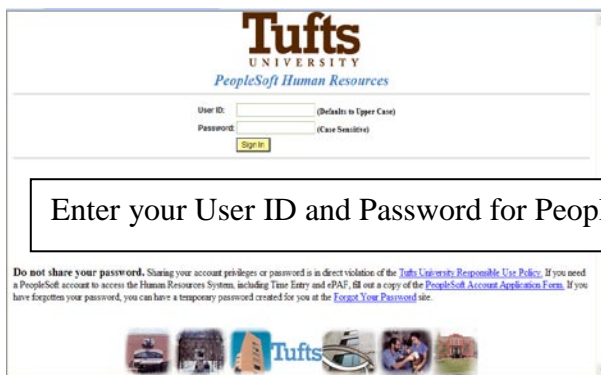 Tufts
UNIVERSITY
PeopleSoft Human Resources
User ID: (Defaults to Upper Case)
Password: (Case Sensitive)
Sign In
Enter your User ID and Password for
Do not share your password. Sharing your account privileges or password is in direct violation of the Tufts University Responsible Use Policy. If you need
a PeopleSoft account to access the Human Resources System, including Time Entry and ePAF, fill out a copy of the PeopleSoft Account Application Form. If you
have forgotten your password, you can have a temporary password created for you at the Forgot Your Password site.
Tufts